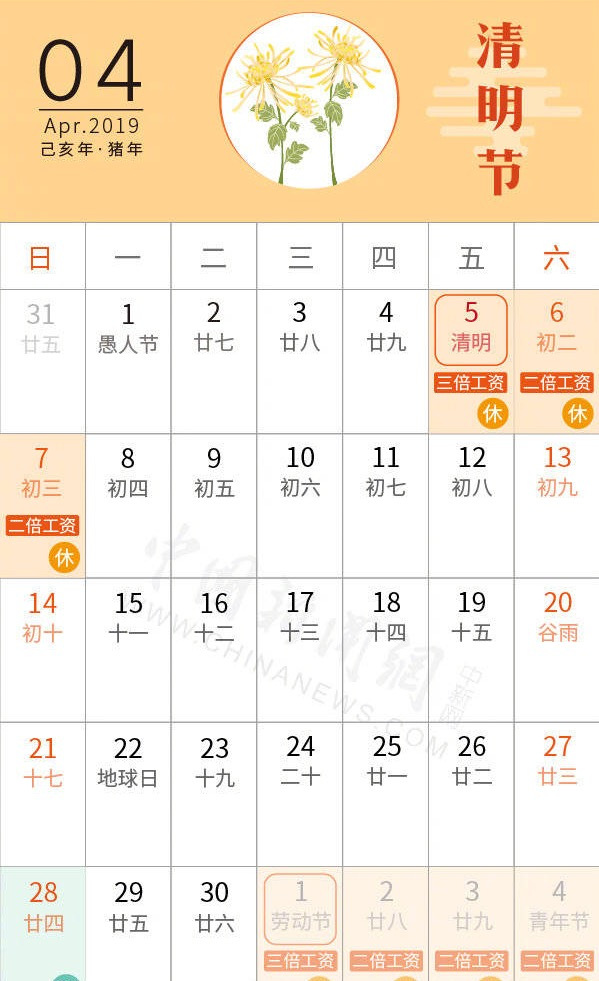 04
Apr.2019
己亥年·猪年
清明节
日 一 二 三 四 五 六
31 1 2 3 4 5 6
廿五 愚人节 廿七 廿八 廿九 清明 初二
三倍工资 二倍工资
休 休
7 8 9 10 11 12 13
初三 初四 初五 初六 初七 初八 初九
二倍工资
休
中国新闻网
WWW.CHINANEWS.COM
中新网
14 15 16 17 18 19 20
初十 十一 十二 十三 十四 十五 谷雨
21 22 23 24 25 26 27
十七 地球日 十九 二十 廿一 廿二 廿三
28 29 30 1 2 3 4
廿四 廿五 廿六 劳动节 廿八 廿九 青年节
三倍工资 二倍工资 二倍工资 二倍工资